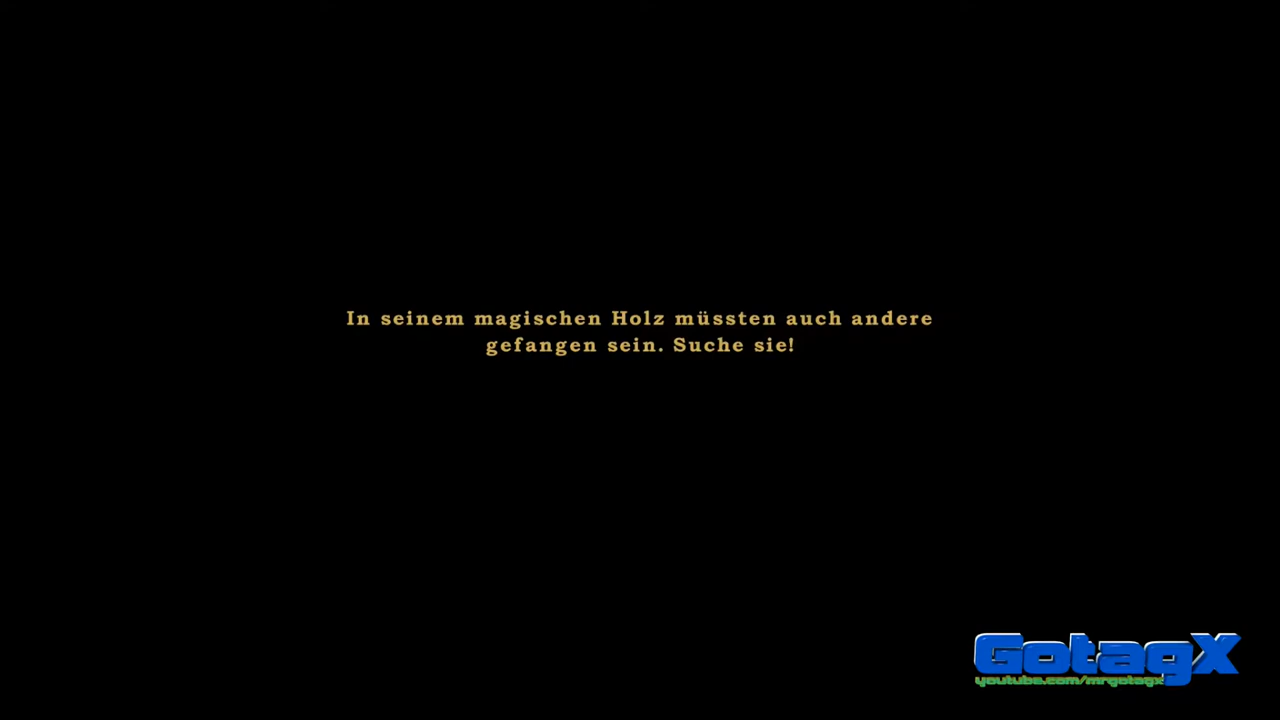 In seinem magischen Holz müssten auch andere
gefangen sein. Suche sie!
GotagX
youtube.com/mrgotagx